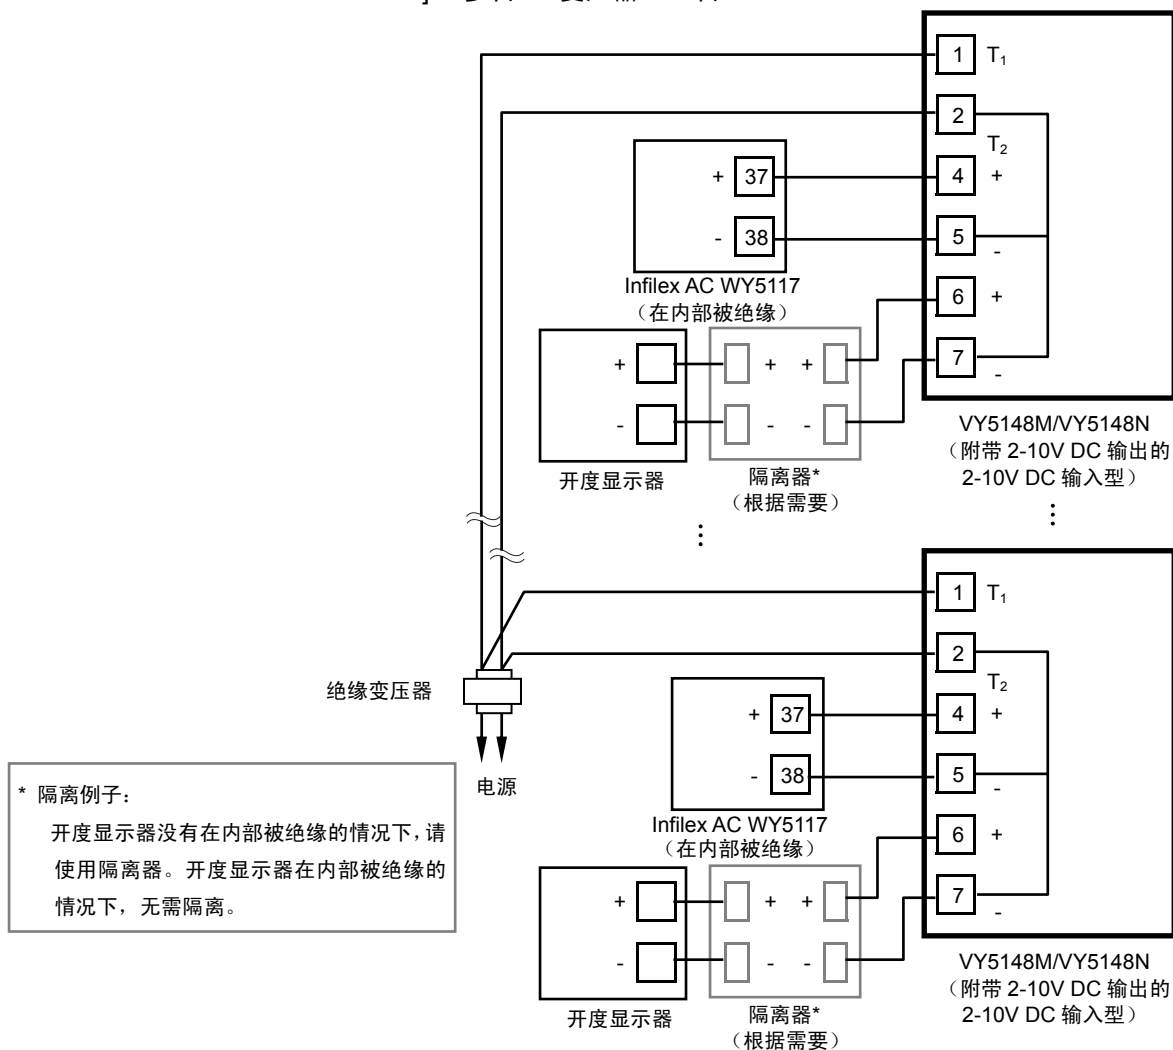 1 T₁
2
T₂
+ 37
4 +
- 38
5
-
Infilex AC WY5117
（在内部被绝缘）
6 +
+
+ +
7
-
-
- -
开度显示器
隔离器*
（根据需要）
VY5148M/VY5148N
（附带 2-10V DC 输出的
2-10V DC 输入型）
1 T₁
2
T₂
绝缘变压器
+ 37
4 +
- 38
5
-
电源
Infilex AC WY5117
（在内部被绝缘）
6 +
* 隔离例子：
开度显示器没有在内部被绝缘的情况下，请
使用隔离器。开度显示器在内部被绝缘的
情况下，无需隔离。
+
+ +
7
-
-
- -
开度显示器
隔离器*
（根据需要）
VY5148M/VY5148N
（附带 2-10V DC 输出的
2-10V DC 输入型）